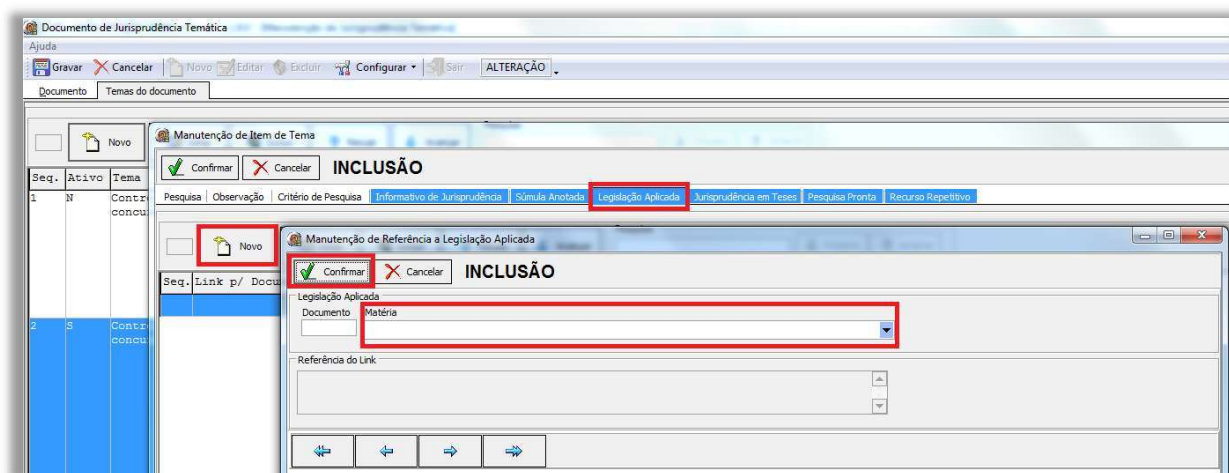 Documento de Jurisprudência Temática
Ajuda
Gravar Cancelar Novo Editar Excluir Configurar Sair ALTERAÇÃO
Documento Temas do documento
Novo
Manutenção de Item de Tema
Confirmar Cancelar INCLUSÃO
Seq. Ativo Tema
Pesquisa Observação Critério de Pesquisa Informativo de Jurisprudência Súmula Anotada Legislação Aplicada Jurisprudência em Teses Pesquisa Pronta Recurso Repetitivo
1 N Contr
concu
Novo
Manutenção de Referência a Legislação Aplicada
Confirmar Cancelar INCLUSÃO
Seq. Link p/ Docu
Legislação Aplicada
Documento Matéria
2 S Contr
concu
Referência do Link